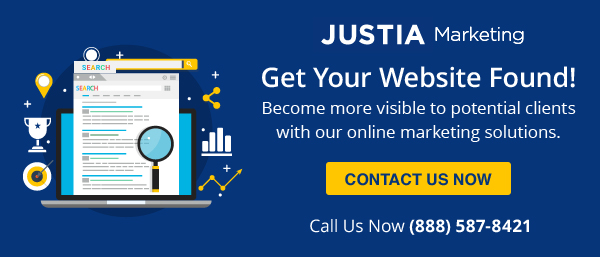 JUSTIA Marketing
Get Your Website Found!
Become more visible to potential clients
with our online marketing solutions.
CONTACT US NOW
Call Us Now (888) 587-8421
SEARCH
SEARCH